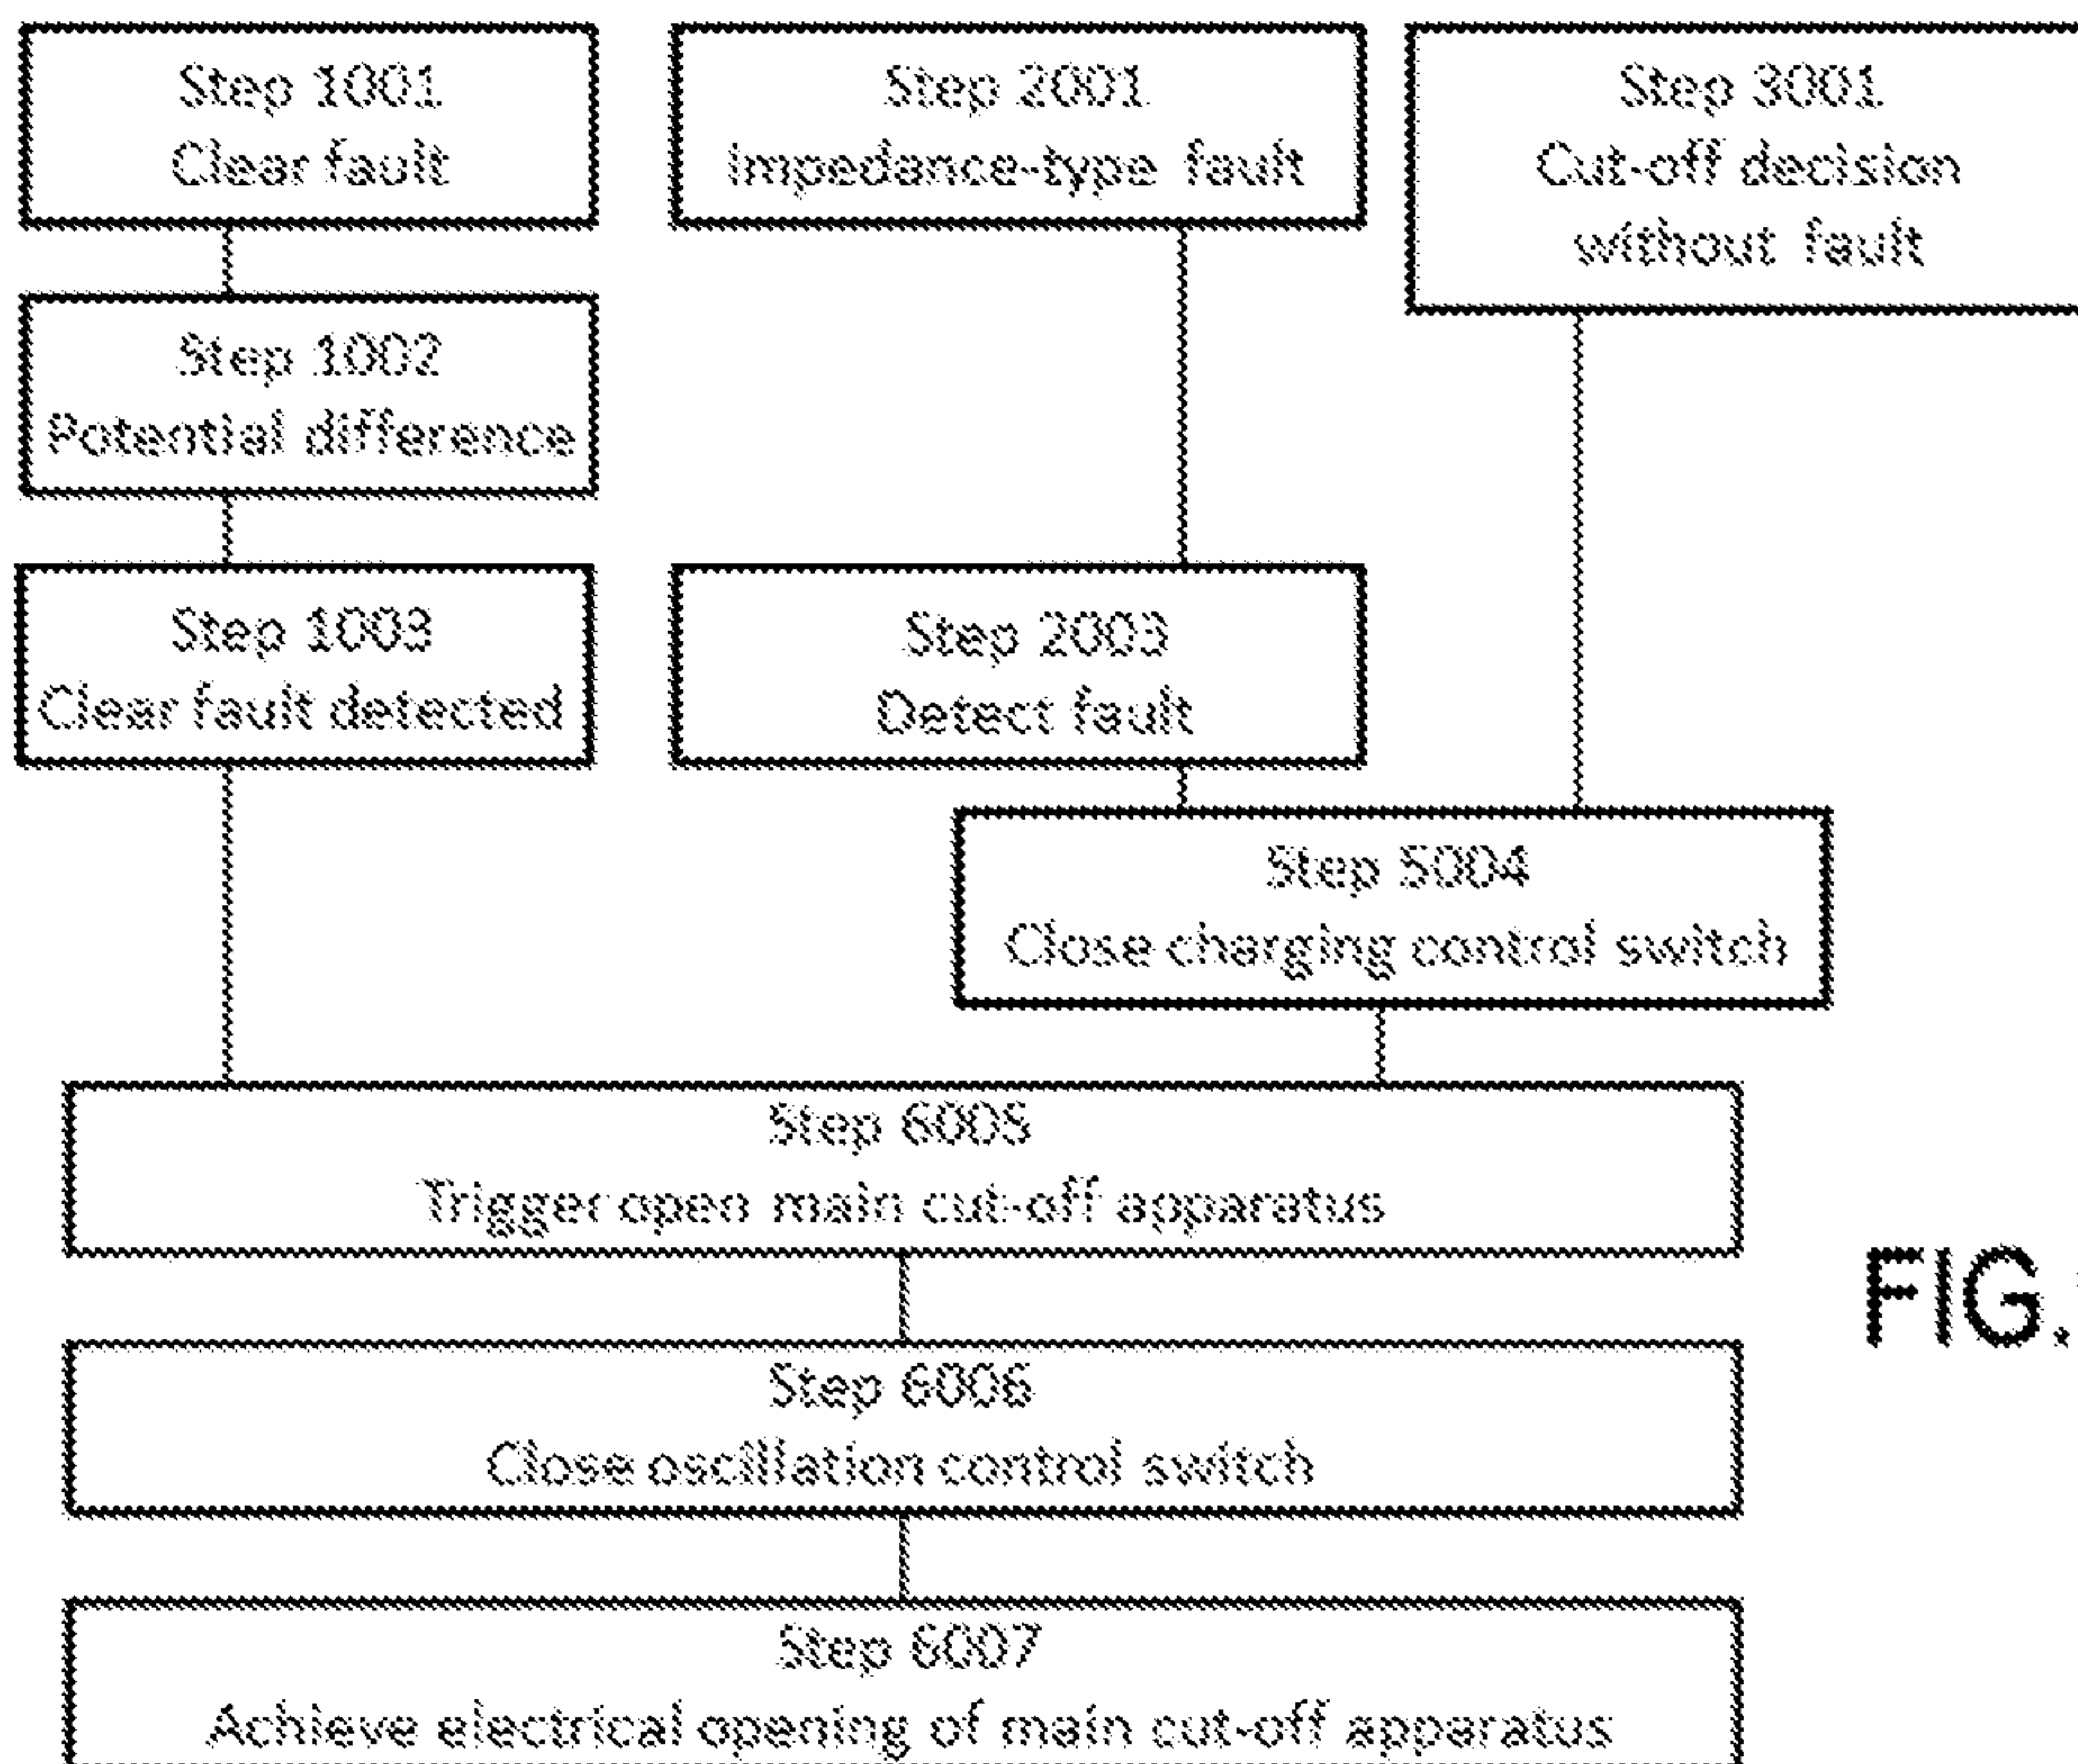 Step 1001
Clear fault
Step 2001
Impedance-type fault
Step 3001
Cut-off decision
without fault
Step 1002
Potential difference
Step 1003
Clear fault detected
Step 2003
Detect fault
Step 5004
Close charging control switch
Step 6005
Trigger open main cut-off apparatus
FIG.
Step 6006
Close oscillation control switch
Step 6007
Achieve electrical opening of main cut-off apparatus